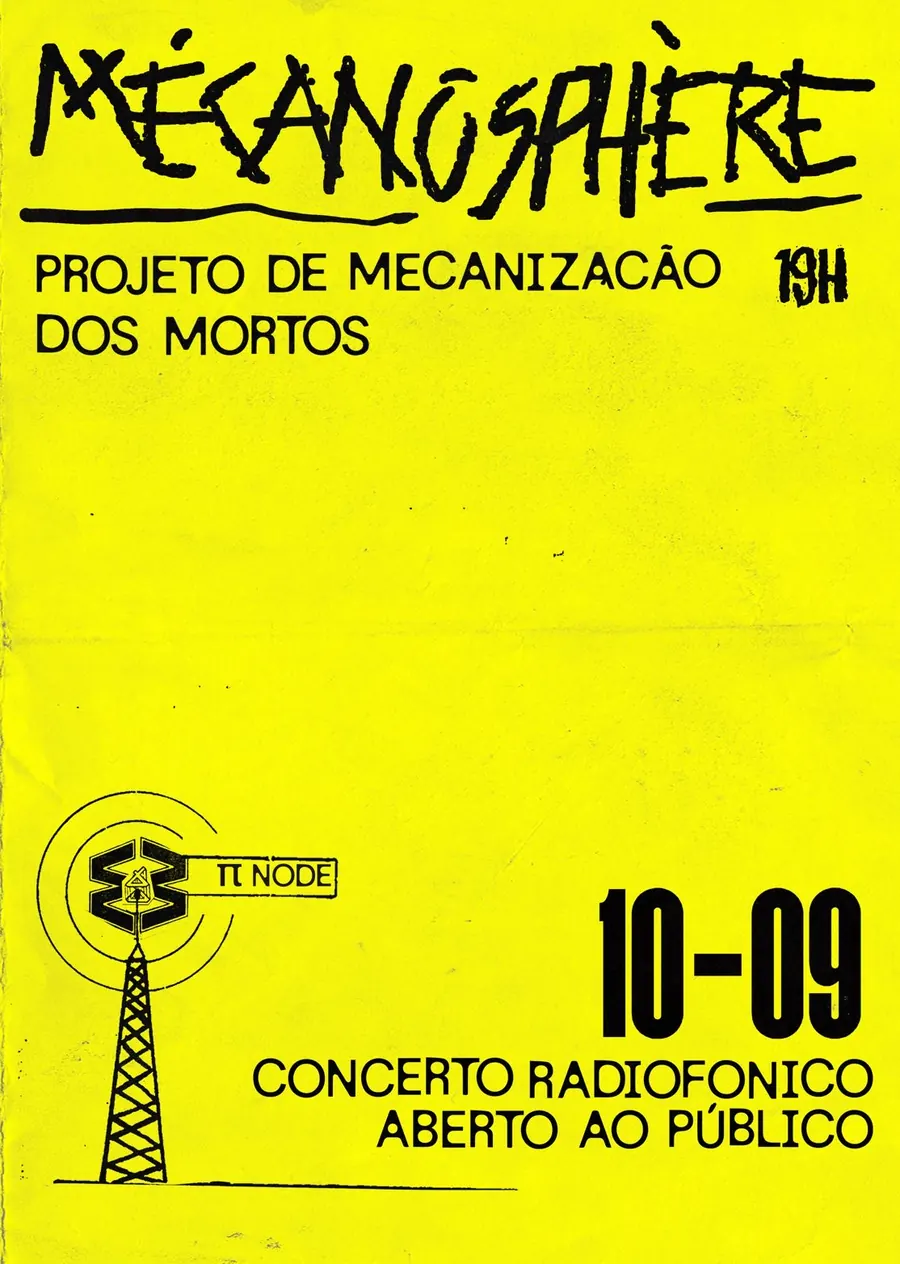 MÉCANOSPHÈRE
PROJETO DE MECANIZACÃO
DOS MORTOS
19H
π NODE
10-09
CONCERTO RADIOFONICO
ABERTO AO PÚBLICO